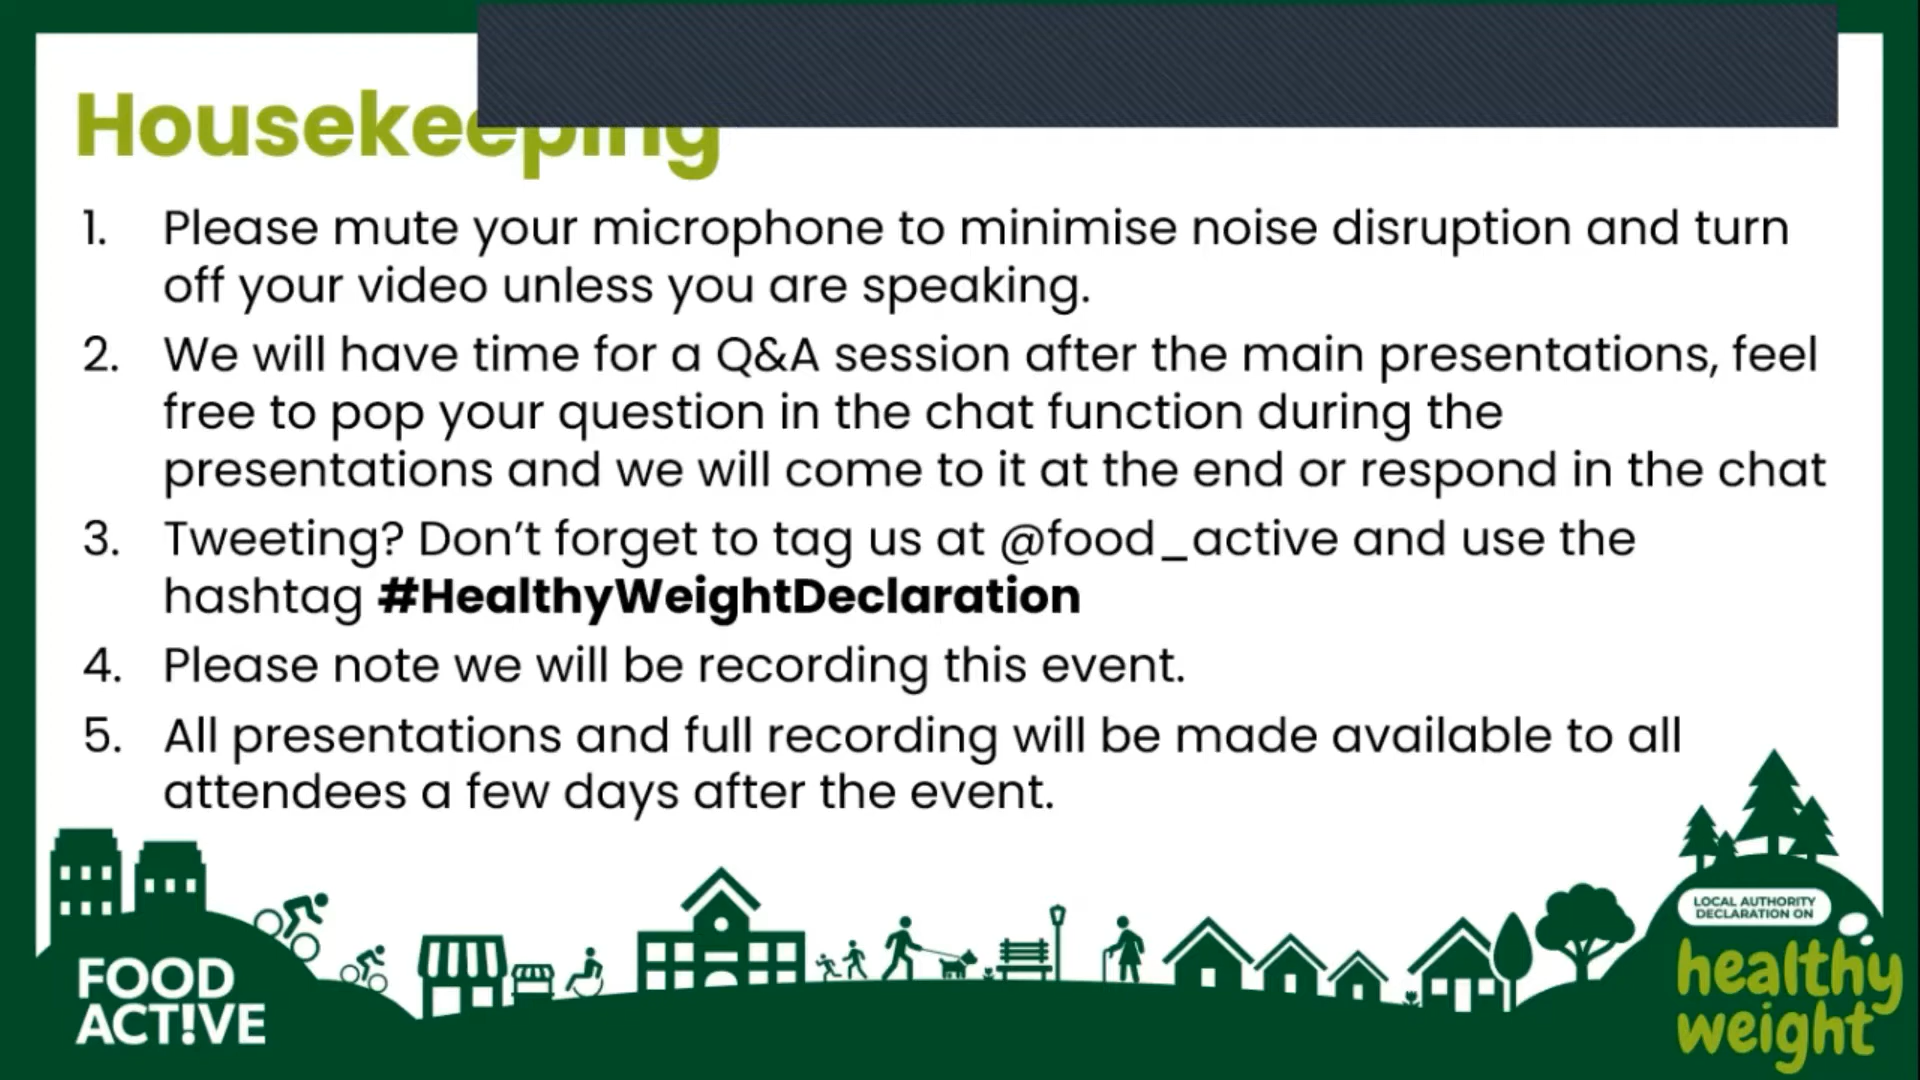 Housekeeping
1. Please mute your microphone to minimise noise disruption and turn
off your video unless you are speaking.
2. We will have time for a Q&A session after the main presentations, feel
free to pop your question in the chat function during the
presentations and we will come to it at the end or respond in the chat
3. Tweeting? Don’t forget to tag us at @food_active and use the
hashtag #HealthyWeightDeclaration
4. Please note we will be recording this event.
5. All presentations and full recording will be made available to all
attendees a few days after the event.
FOOD
ACT!VE
LOCAL AUTHORITY
DECLARATION ON
healthy
weight